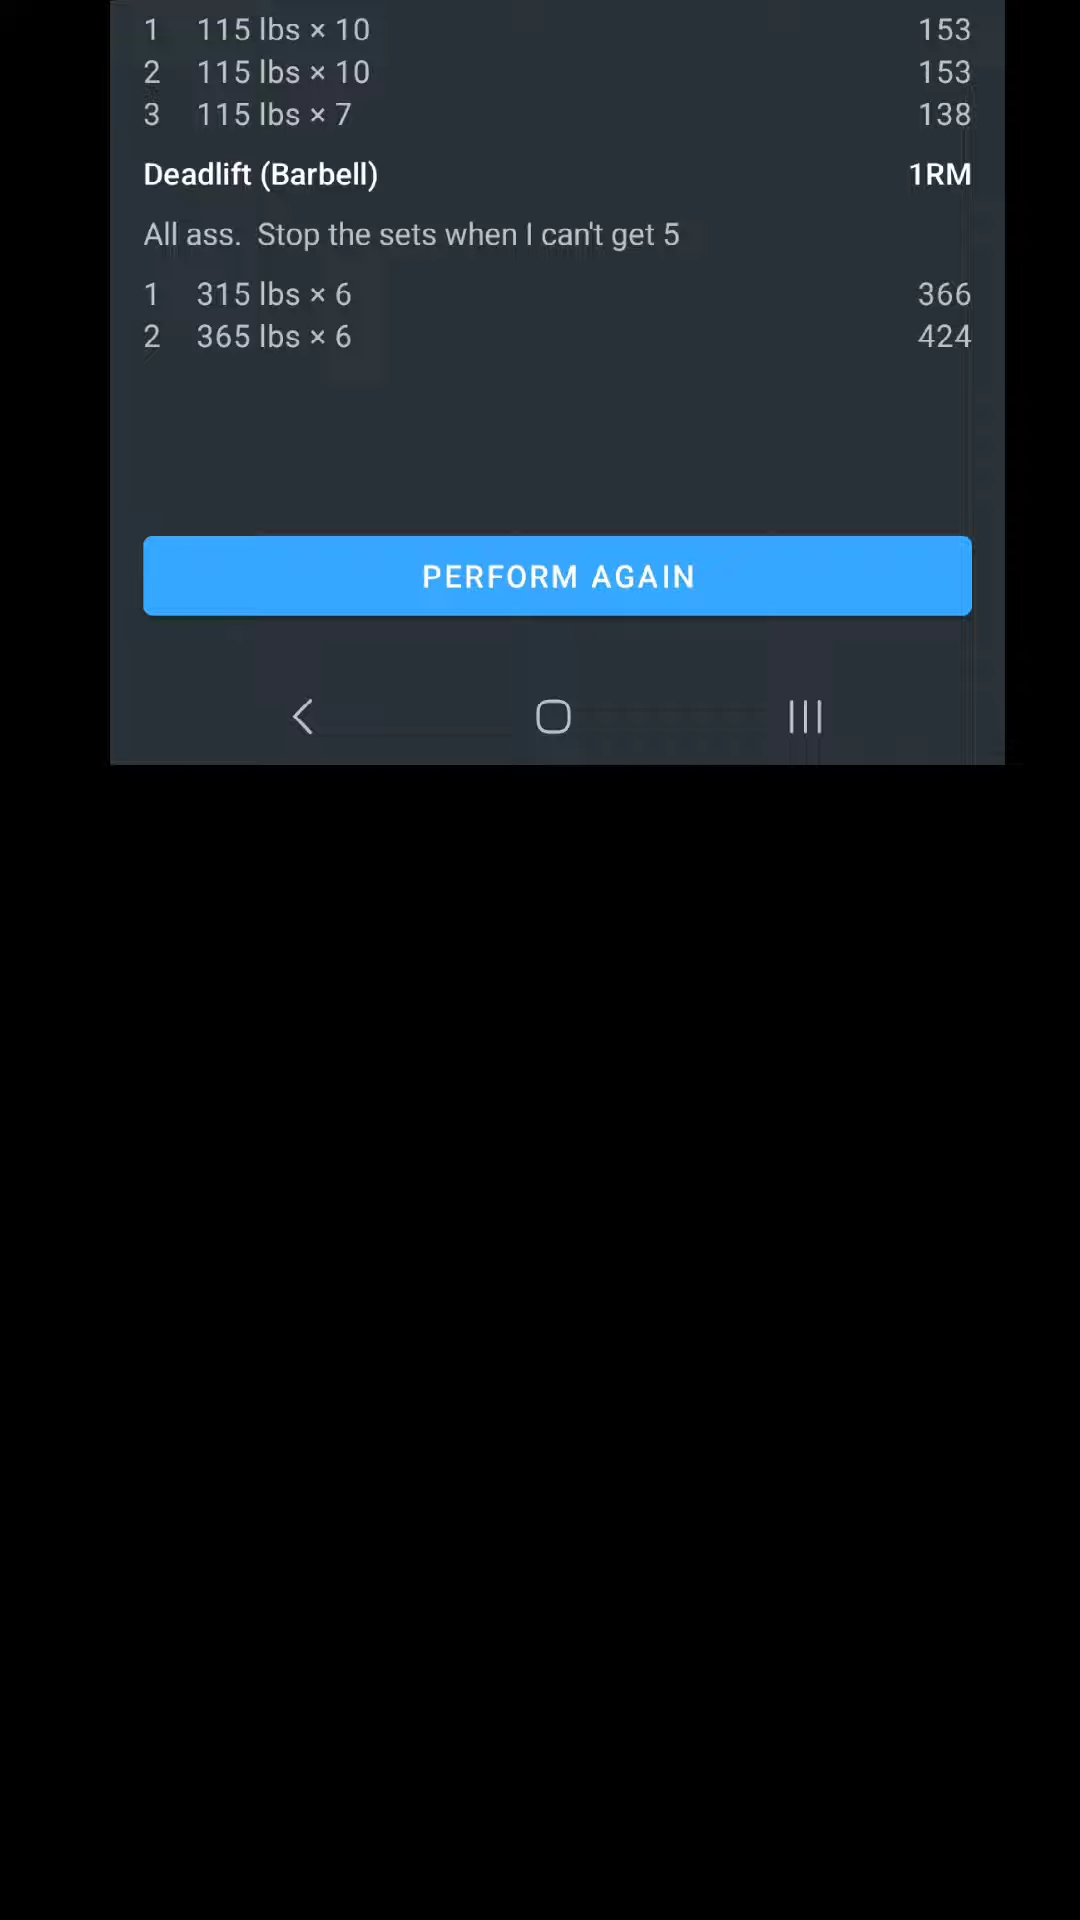 1 115 lbs × 10 153
2 115 lbs × 10 153
3 115 lbs × 7 138
Deadlift (Barbell) 1RM
All ass.  Stop the sets when I can't get 5
1 315 lbs × 6 366
2 365 lbs × 6 424
PERFORM AGAIN